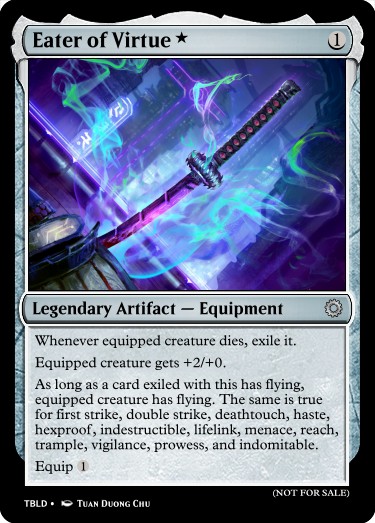 Eater of Virtue ★ 1
Legendary Artifact — Equipment
Whenever equipped creature dies, exile it.
Equipped creature gets +2/+0.
As long as a card exiled with this has flying,
equipped creature has flying. The same is true
for first strike, double strike, deathtouch, haste,
hexproof, indestructible, lifelink, menace, reach,
trample, vigilance, prowess, and indomitable.
Equip 1
(NOT FOR SALE)
TBLD • Tuan Duong Chu